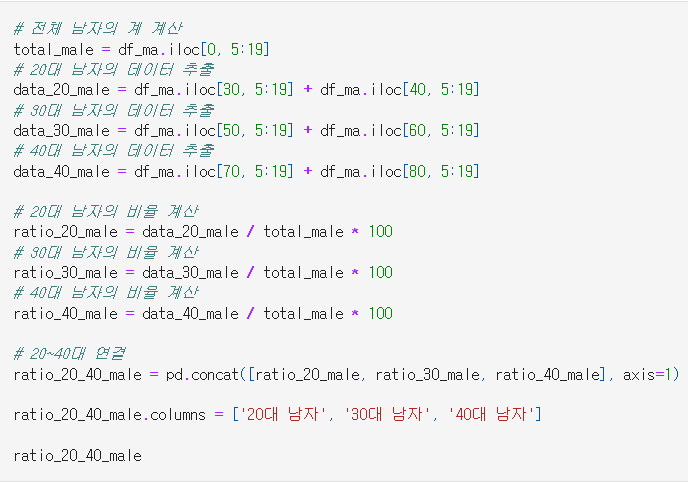 # 전체 남자의 계 계산
total_male = df_ma.iloc[0, 5:19]
# 20대 남자의 데이터 추출
data_20_male = df_ma.iloc[30, 5:19] + df_ma.iloc[40, 5:19]
# 30대 남자의 데이터 추출
data_30_male = df_ma.iloc[50, 5:19] + df_ma.iloc[60, 5:19]
# 40대 남자의 데이터 추출
data_40_male = df_ma.iloc[70, 5:19] + df_ma.iloc[80, 5:19]

# 20대 남자의 비율 계산
ratio_20_male = data_20_male / total_male * 100
# 30대 남자의 비율 계산
ratio_30_male = data_30_male / total_male * 100
# 40대 남자의 비율 계산
ratio_40_male = data_40_male / total_male * 100

# 20~40대 연결
ratio_20_40_male = pd.concat([ratio_20_male, ratio_30_male, ratio_40_male], axis=1)

ratio_20_40_male.columns = ['20대 남자', '30대 남자', '40대 남자']

ratio_20_40_male